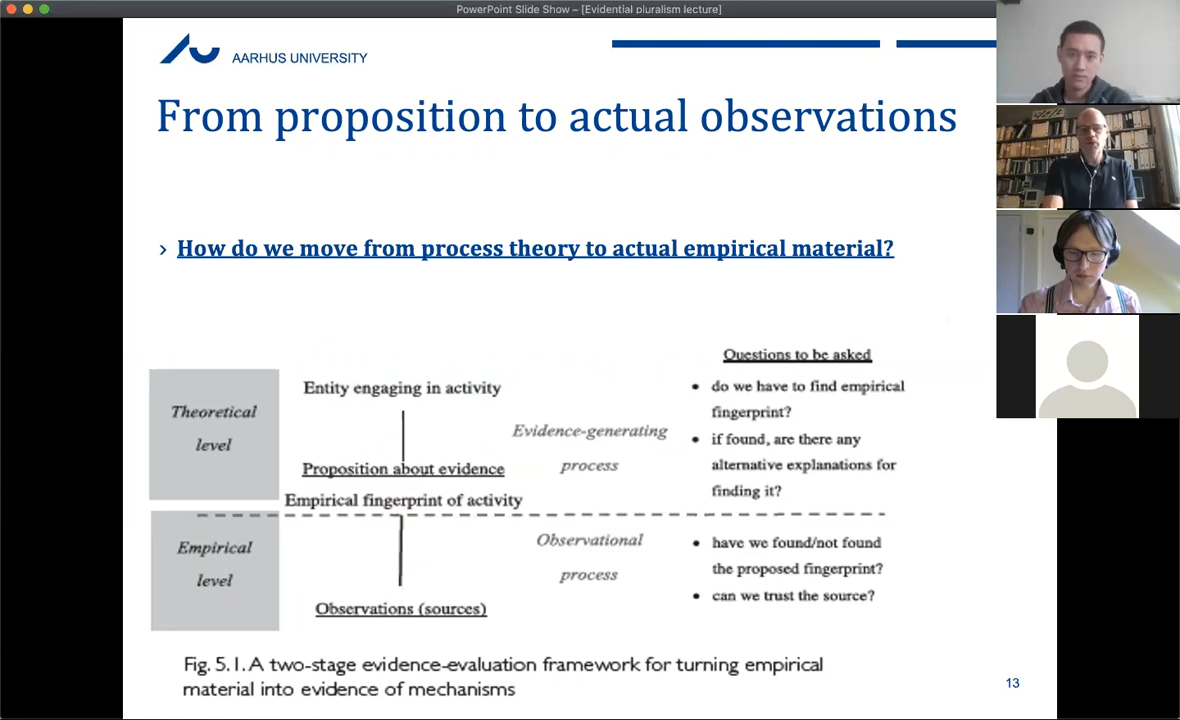 PowerPoint Slide Show – [Evidential pluralism lecture]
AARHUS UNIVERSITY
From proposition to actual observations
› How do we move from process theory to actual empirical material?
Questions to be asked
Theoretical
level
Entity engaging in activity
Evidence-generating
process
Proposition about evidence
Empirical fingerprint of activity
• do we have to find empirical
fingerprint?
• if found, are there any
alternative explanations for
finding it?
Empirical
level
Observational
process
Observations (sources)
• have we found/not found
the proposed fingerprint?
• can we trust the source?
Fig. 5.1. A two-stage evidence-evaluation framework for turning empirical
material into evidence of mechanisms
13